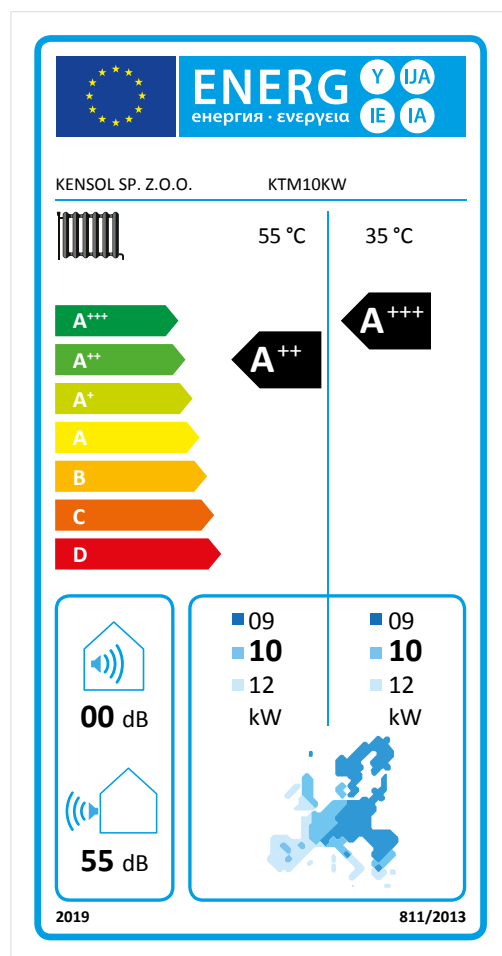 ENERG Y IJA
енергия · ενεργεια IE IA
KENSOL SP. Z.O.O. KTM10KW
55 °C 35 °C
A+++
A+++
A++
A++
A+
A
B
C
D
09 09
10 10
12 12
kW kW
00 dB
55 dB
2019 811/2013